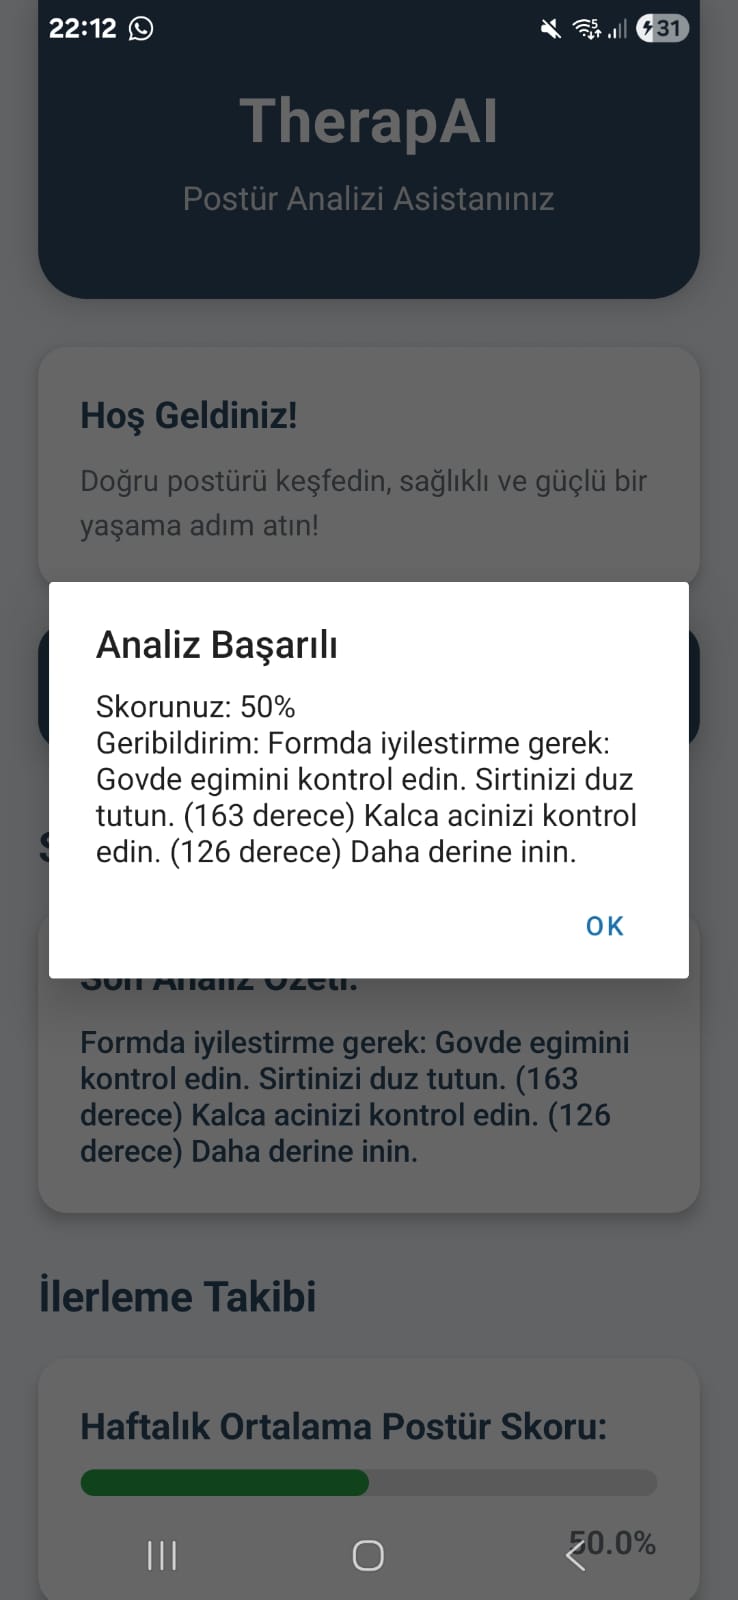 22:12
31
TherapAI
Postür Analizi Asistanınız
Hoş Geldiniz!
Doğru postürü keşfedin, sağlıklı ve güçlü bir
yaşama adım atın!
Analiz Başarılı
Skorunuz: 50%
Geribildirim: Formda iyilestirme gerek:
Govde egimini kontrol edin. Sirtinizi duz
tutun. (163 derece) Kalca acinizi kontrol
edin. (126 derece) Daha derine inin.
OK
Son Analiz Özeti:
Formda iyilestirme gerek: Govde egimini
kontrol edin. Sirtinizi duz tutun. (163
derece) Kalca acinizi kontrol edin. (126
derece) Daha derine inin.
İlerleme Takibi
Haftalık Ortalama Postür Skoru:
50.0%